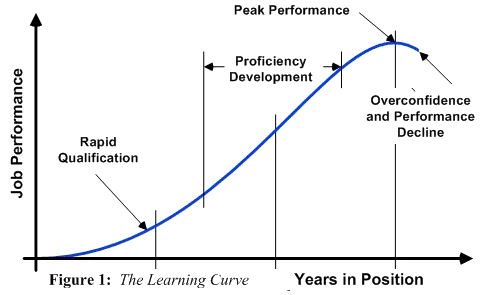 Peak Performance
Proficiency
Development
Overconfidence
and Performance
Decline
Rapid
Qualification
Job Performance
Figure 1: The Learning Curve
Years in Position